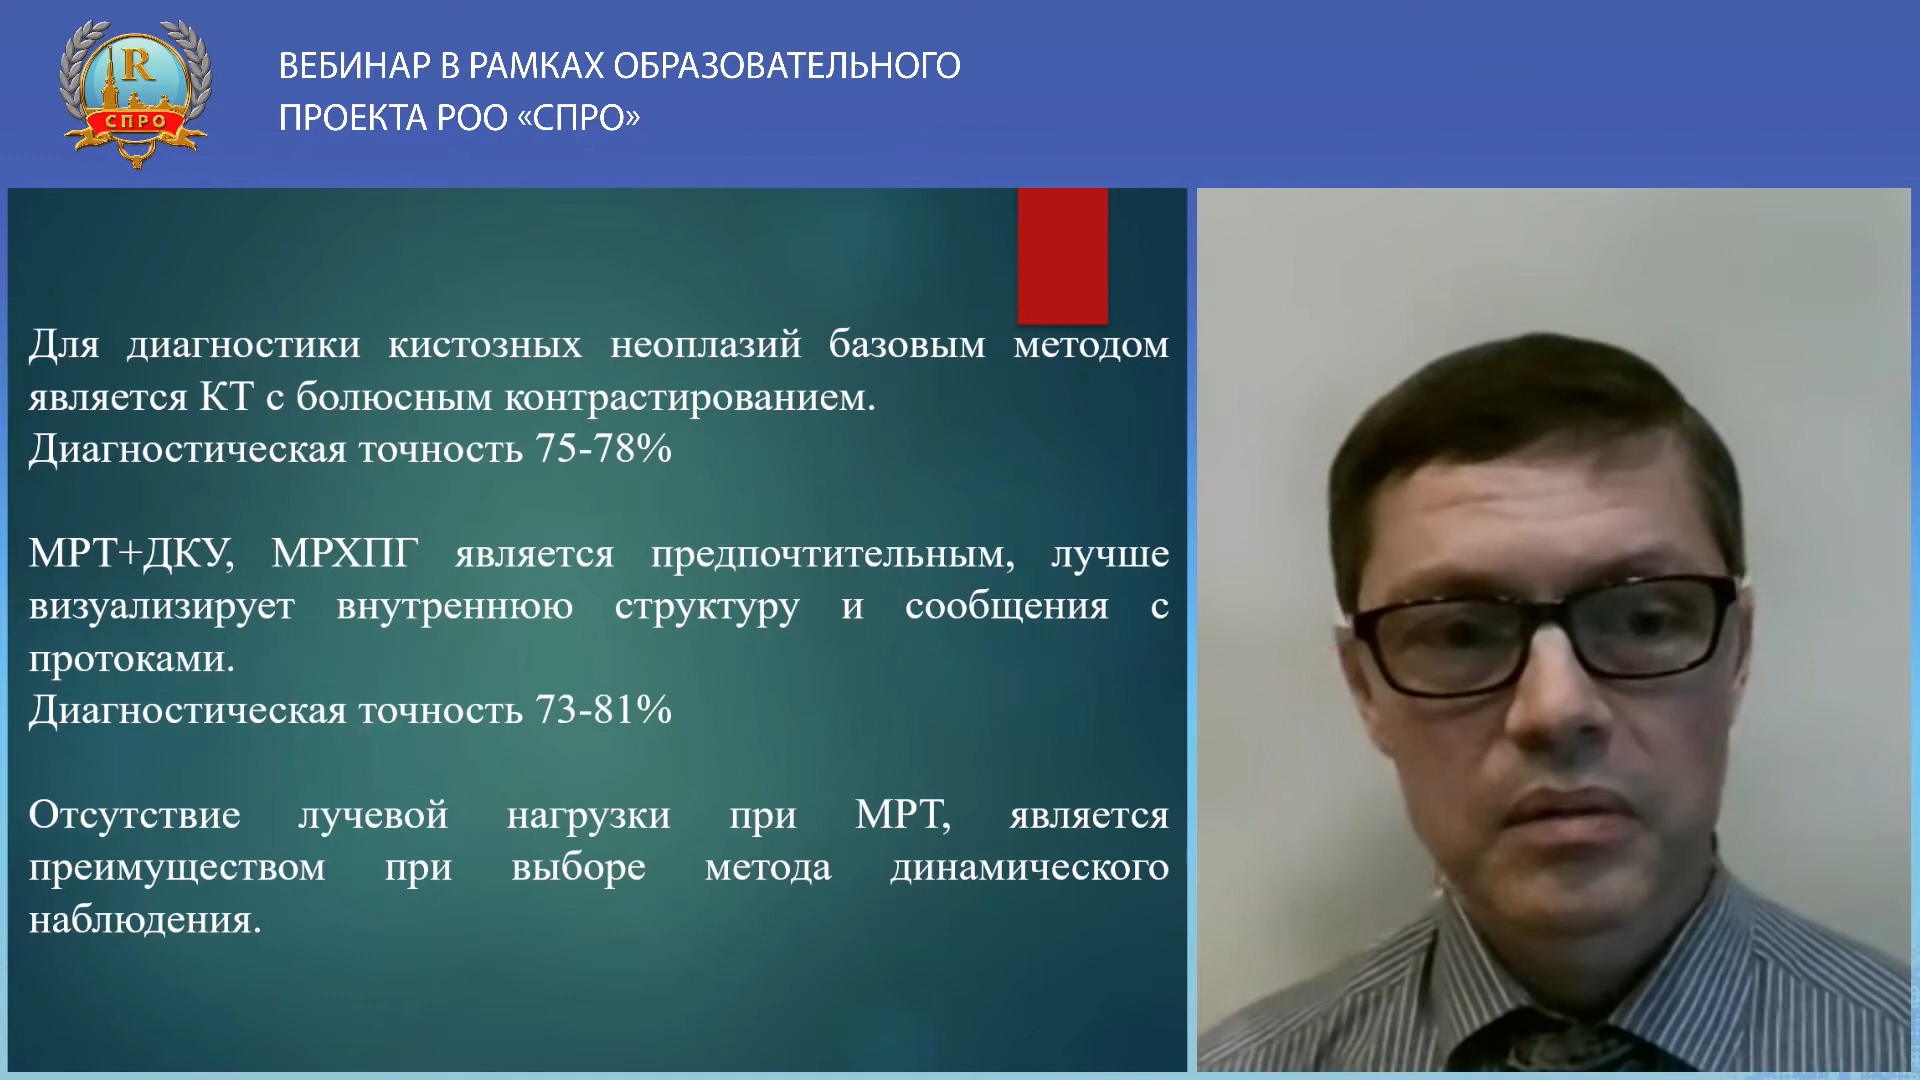 R
СПРО
ВЕБИНАР В РАМКАХ ОБРАЗОВАТЕЛЬНОГО
ПРОЕКТА РОО «СПРО»
Для диагностики кистозных неоплазий базовым методом
является КТ с болюсным контрастированием.
Диагностическая точность 75-78%
МРТ+ДКУ, МРХПГ является предпочтительным, лучше
визуализирует внутреннюю структуру и сообщения с
протоками.
Диагностическая точность 73-81%
Отсутствие лучевой нагрузки при МРТ, является
преимуществом при выборе метода динамического
наблюдения.